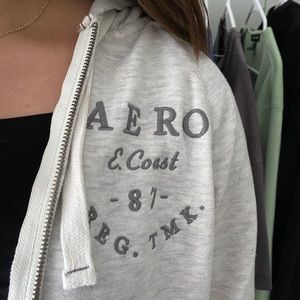 AERO
E. Coast
- 87 -
REG. TMK.